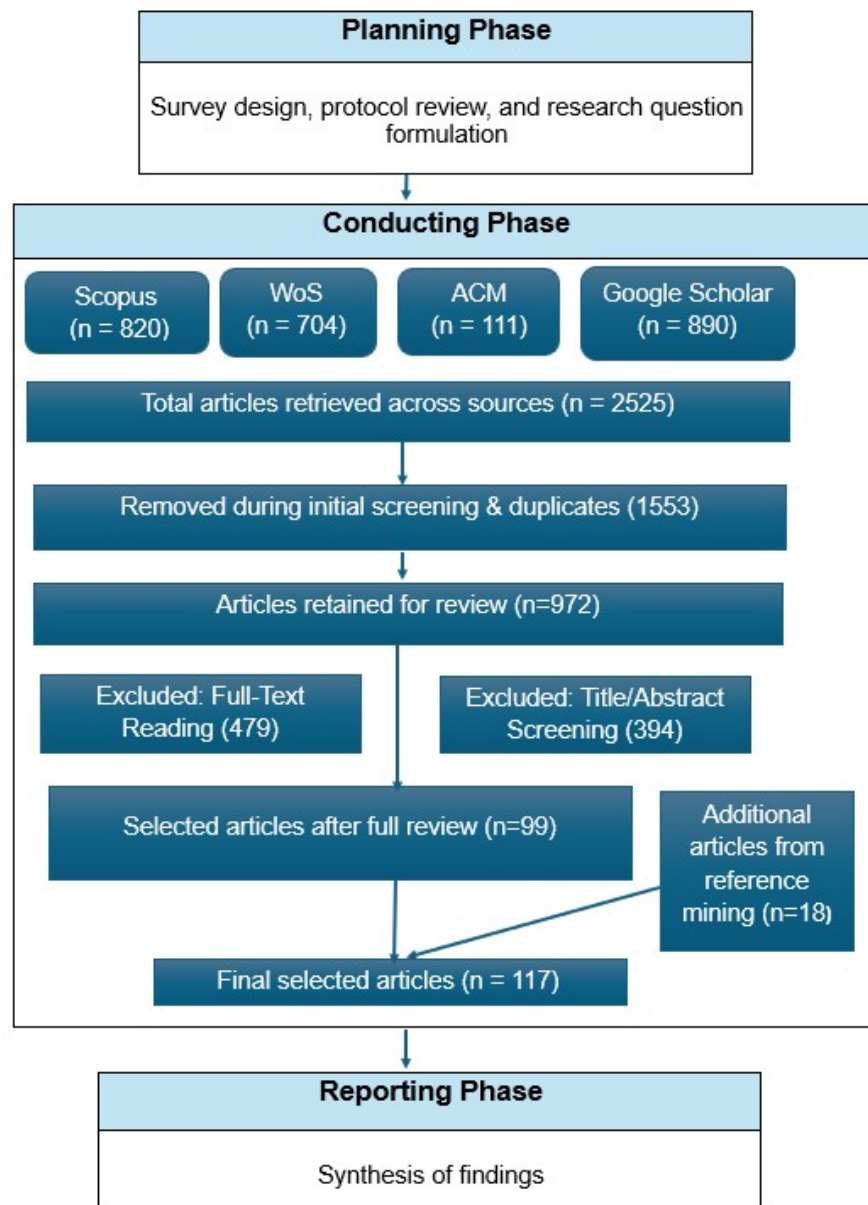 Planning Phase
Survey design, protocol review, and research question
formulation
Conducting Phase
Scopus
(n = 820)
WoS
(n = 704)
ACM
(n = 111)
Google Scholar
(n = 890)
Total articles retrieved across sources (n = 2525)
Removed during initial screening & duplicates (1553)
Articles retained for review (n=972)
Excluded: Full-Text
Reading (479)
Excluded: Title/Abstract
Screening (394)
Selected articles after full review (n=99)
Additional
articles from
reference
mining (n=18)
Final selected articles (n = 117)
Reporting Phase
Synthesis of findings